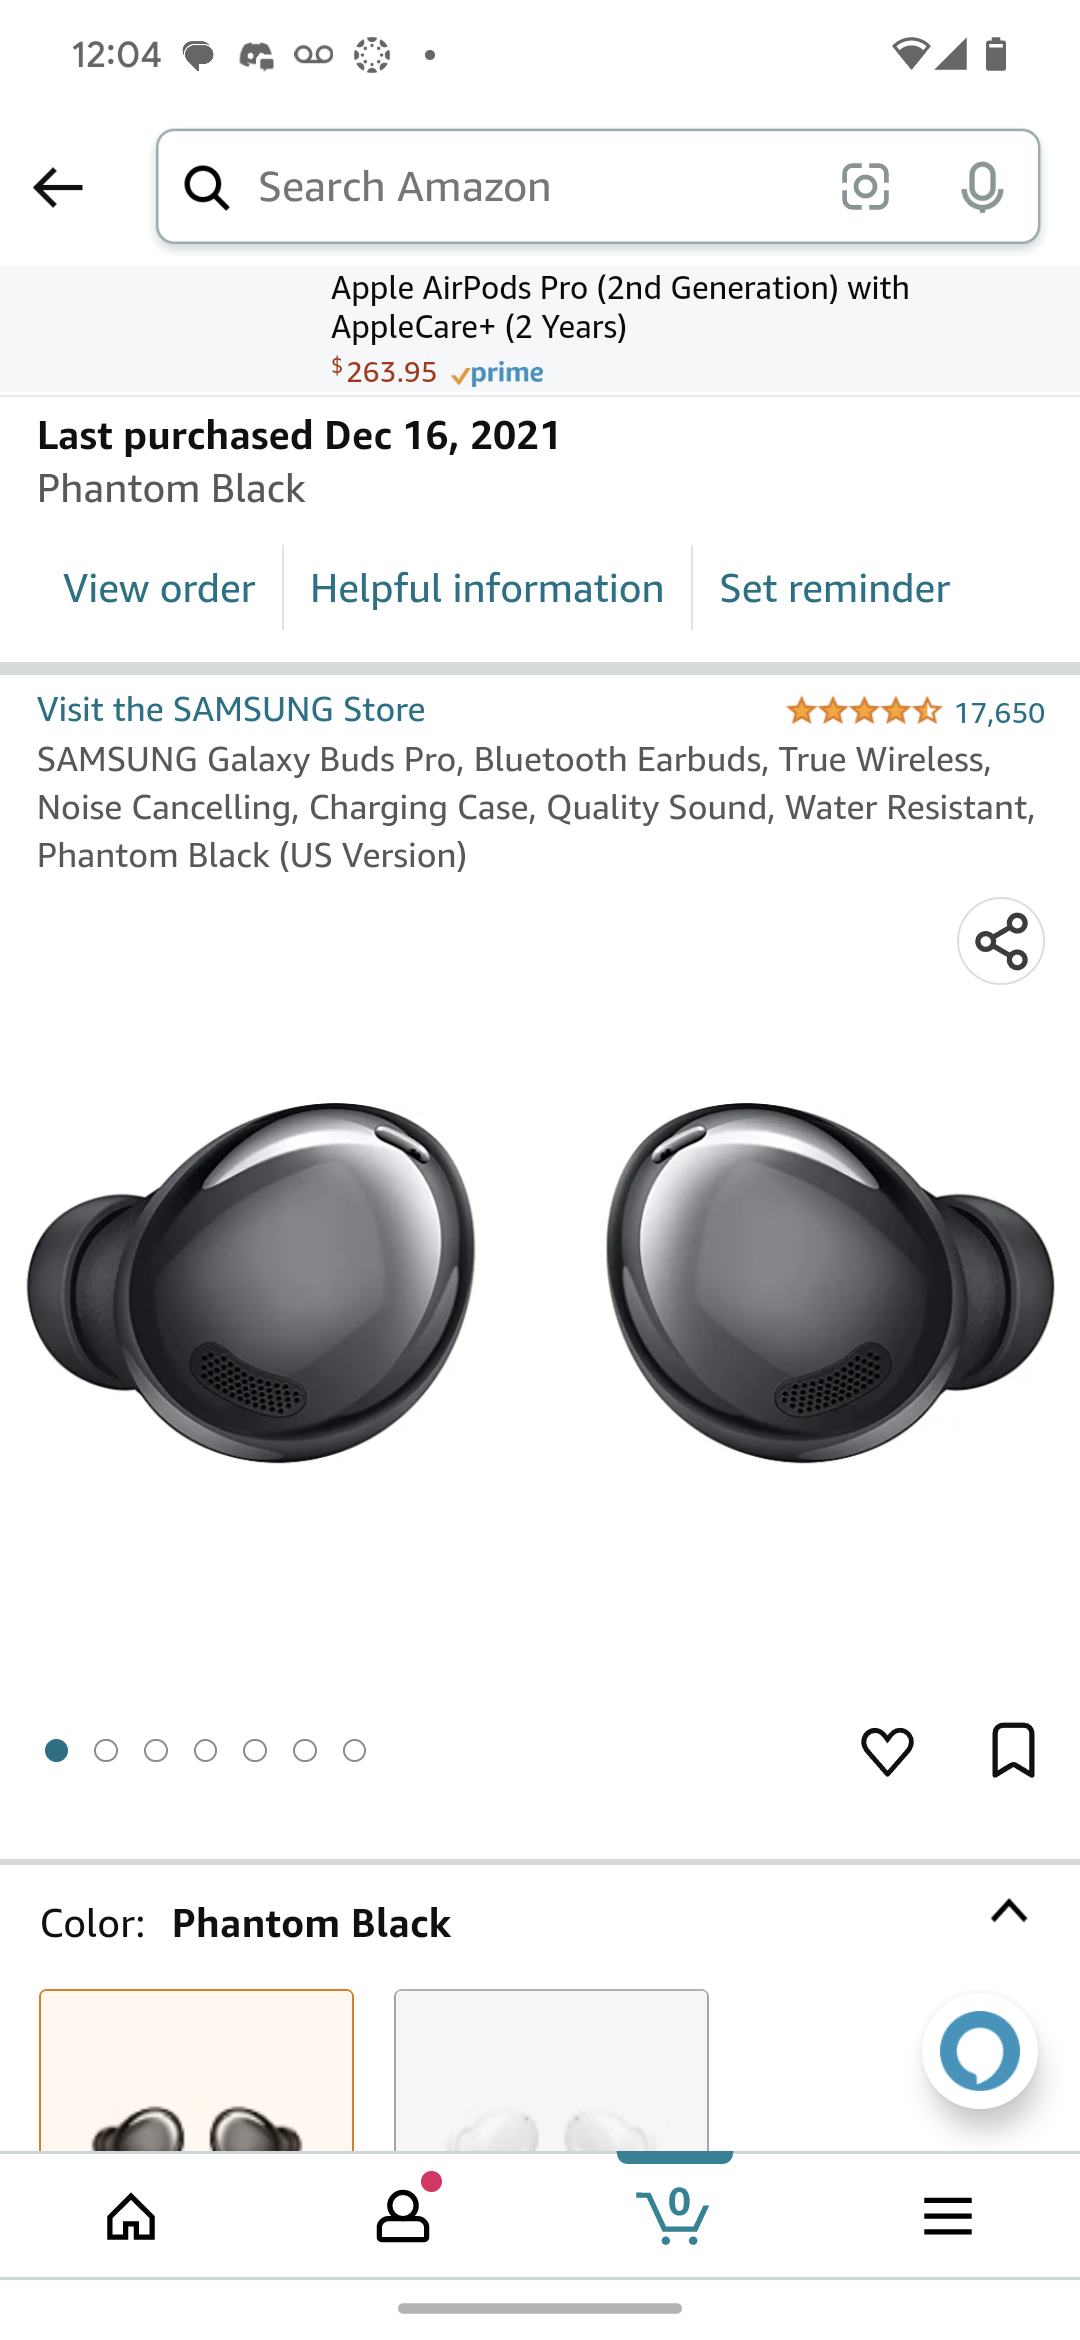 12:04
Search Amazon
Apple AirPods Pro (2nd Generation) with
AppleCare+ (2 Years)
$263.95 prime
Last purchased Dec 16, 2021
Phantom Black
View order
Helpful information
Set reminder
Visit the SAMSUNG Store
17,650
SAMSUNG Galaxy Buds Pro, Bluetooth Earbuds, True Wireless,
Noise Cancelling, Charging Case, Quality Sound, Water Resistant,
Phantom Black (US Version)
Color: Phantom Black
0